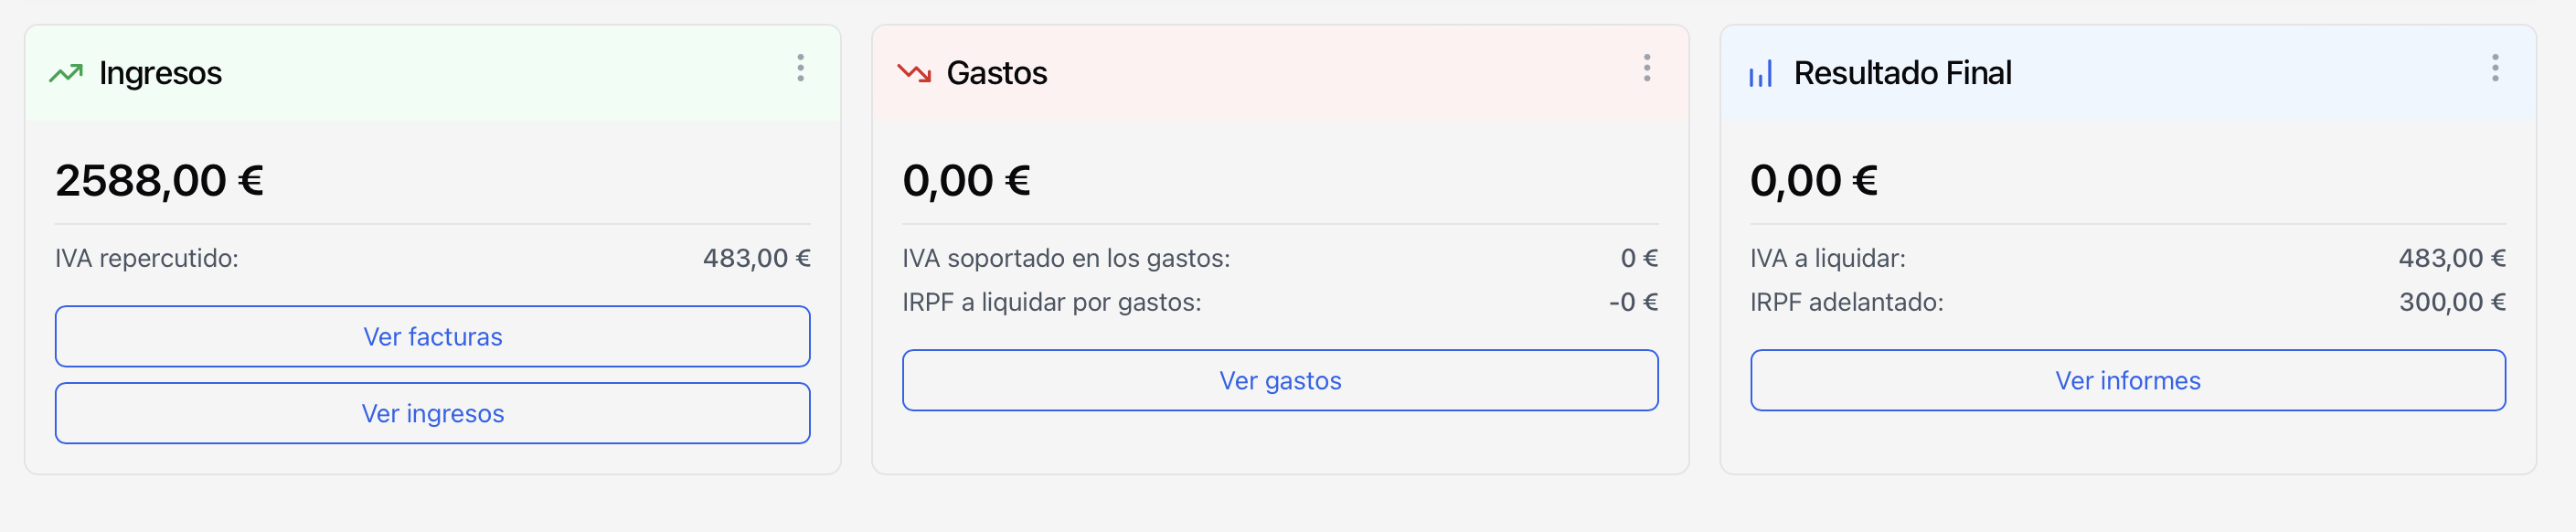 Ingresos
2588,00 €
IVA repercutido: 483,00 €
Ver facturas
Ver ingresos
Gastos
0,00 €
IVA soportado en los gastos: 0 €
IRPF a liquidar por gastos: -0 €
Ver gastos
Resultado Final
0,00 €
IVA a liquidar: 483,00 €
IRPF adelantado: 300,00 €
Ver informes